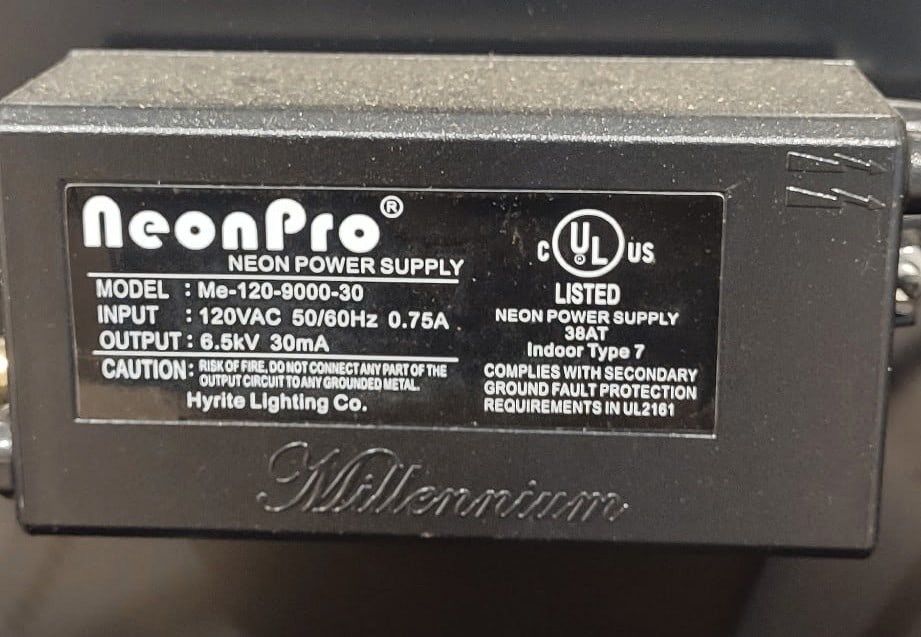 NeonPro®
NEON POWER SUPPLY
MODEL : Me-120-9000-30
INPUT : 120VAC 50/60Hz 0.75A
OUTPUT : 6.5kV 30mA
CAUTION: RISK OF FIRE, DO NOT CONNECT ANY PART OF THE
OUTPUT CIRCUIT TO ANY GROUNDED METAL.
Hyrite Lighting Co.
C UL US
LISTED
NEON POWER SUPPLY
38AT
Indoor Type 7
COMPLIES WITH SECONDARY
GROUND FAULT PROTECTION
REQUIREMENTS IN UL2161
Millennium